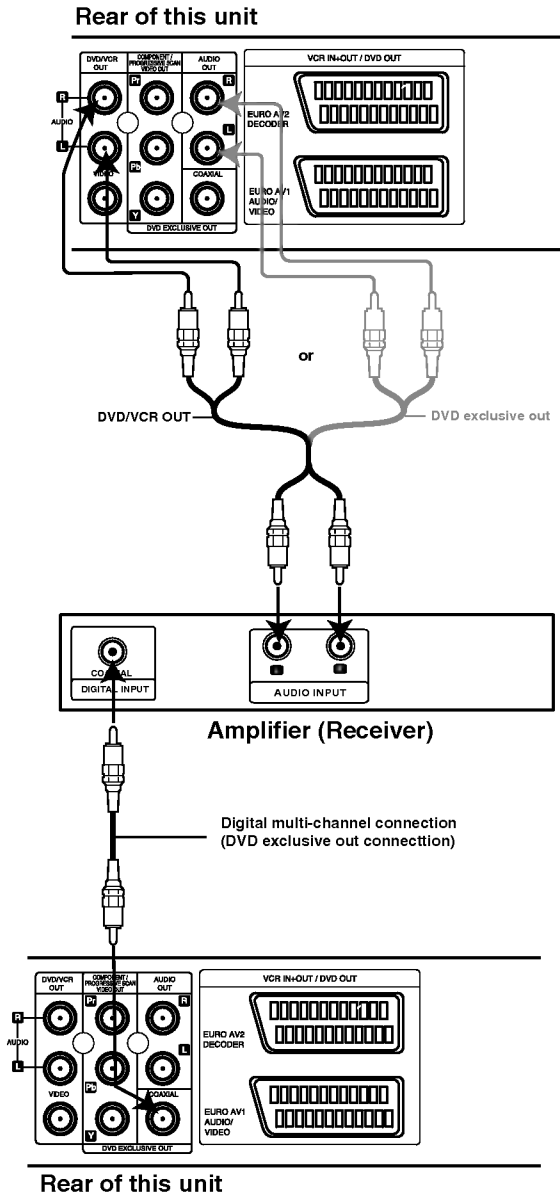 Rear of this unit
DVD/VCR
OUT
COMPONENT /
PROGRESSIVE SCAN
VIDEO OUT
AUDIO
OUT
VCR IN+OUT / DVD OUT
Pr
R
R
AUDIO
L
EURO AV2
DECODER
L
VIDEO
Pb
COAXIAL
EURO AV1
AUDIO/
VIDEO
Y
DVD EXCLUSIVE OUT
or
DVD/VCR OUT
DVD exclusive out
COAXIAL
DIGITAL INPUT
AUDIO INPUT
Amplifier (Receiver)
Digital multi-channel connection
(DVD exclusive out connecttion)
DVD/VCR
OUT
COMPONENT /
PROGRESSIVE SCAN
VIDEO OUT
AUDIO
OUT
VCR IN+OUT / DVD OUT
Pr
R
R
AUDIO
L
EURO AV2
DECODER
L
VIDEO
Pb
COAXIAL
EURO AV1
AUDIO/
VIDEO
Y
DVD EXCLUSIVE OUT
Rear of this unit